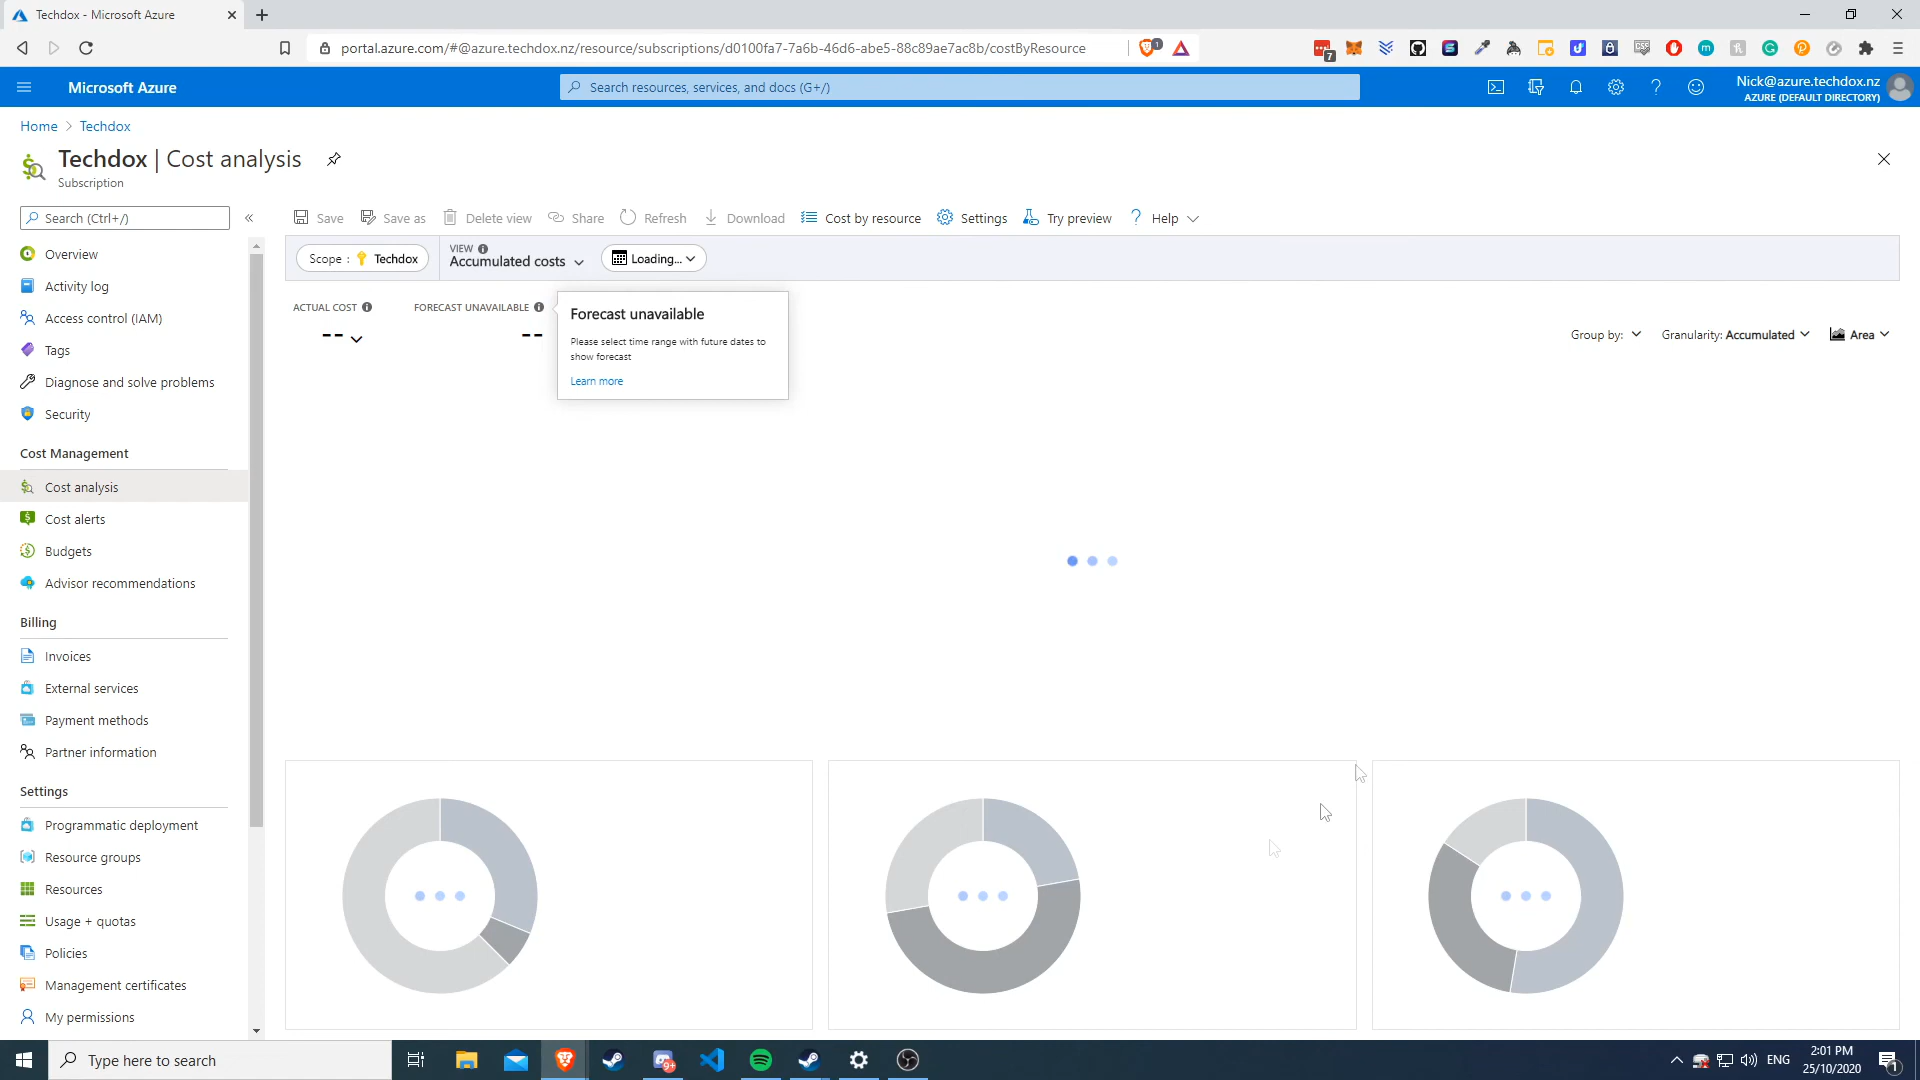 Techdox - Microsoft Azure
portal.azure.com/#@azure.techdox.nz/resource/subscriptions/d0100fa7-7a6b-46d6-abe5-88c89ae7ac8b/costByResource
1
7
CSS
Microsoft Azure
Search resources, services, and docs (G+/)
Nick@azure.techdox.nz
AZURE (DEFAULT DIRECTORY)
Home > Techdox
Techdox | Cost analysis
Subscription
Search (Ctrl+/)
Overview
Activity log
Access control (IAM)
Tags
Diagnose and solve problems
Security
Cost Management
Cost analysis
Cost alerts
Budgets
Advisor recommendations
Billing
Invoices
External services
Payment methods
Partner information
Settings
Programmatic deployment
Resource groups
Resources
Usage + quotas
Policies
Management certificates
My permissions
Save Save as Delete view Share Refresh Download Cost by resource Settings Try preview ? Help
Scope : Techdox
VIEW
Accumulated costs
Loading...
ACTUAL COST
--
FORECAST UNAVAILABLE
--
Forecast unavailable
Please select time range with future dates to
show forecast
Learn more
Group by: Granularity: Accumulated Area
Type here to search
9+
ENG
2:01 PM
25/10/2020
1